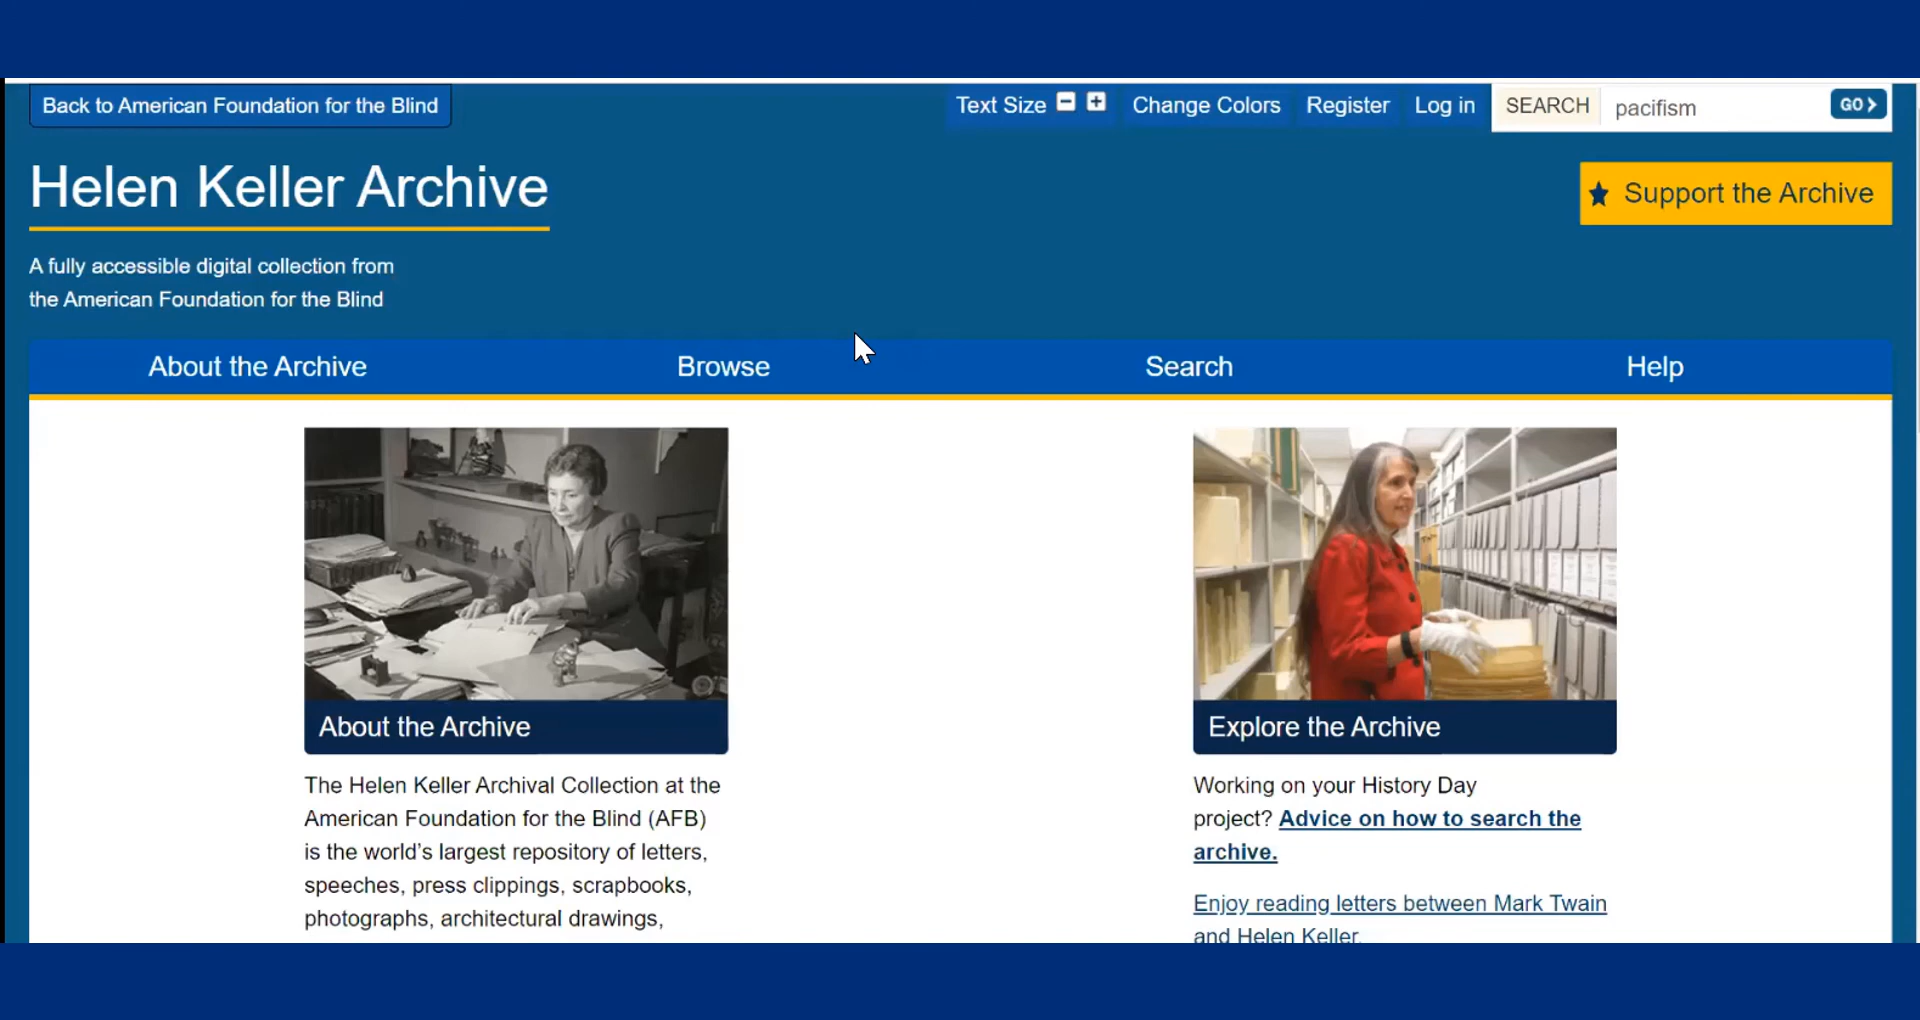 Back to American Foundation for the Blind
Text Size - +
Change Colors
Register
Log in
SEARCH
pacifism
GO
Helen Keller Archive
Support the Archive
A fully accessible digital collection from
the American Foundation for the Blind
About the Archive
Browse
Search
Help
About the Archive
The Helen Keller Archival Collection at the
American Foundation for the Blind (AFB)
is the world's largest repository of letters,
speeches, press clippings, scrapbooks,
photographs, architectural drawings,
Explore the Archive
Working on your History Day
project? Advice on how to search the
archive.
Enjoy reading letters between Mark Twain
and Helen Keller.